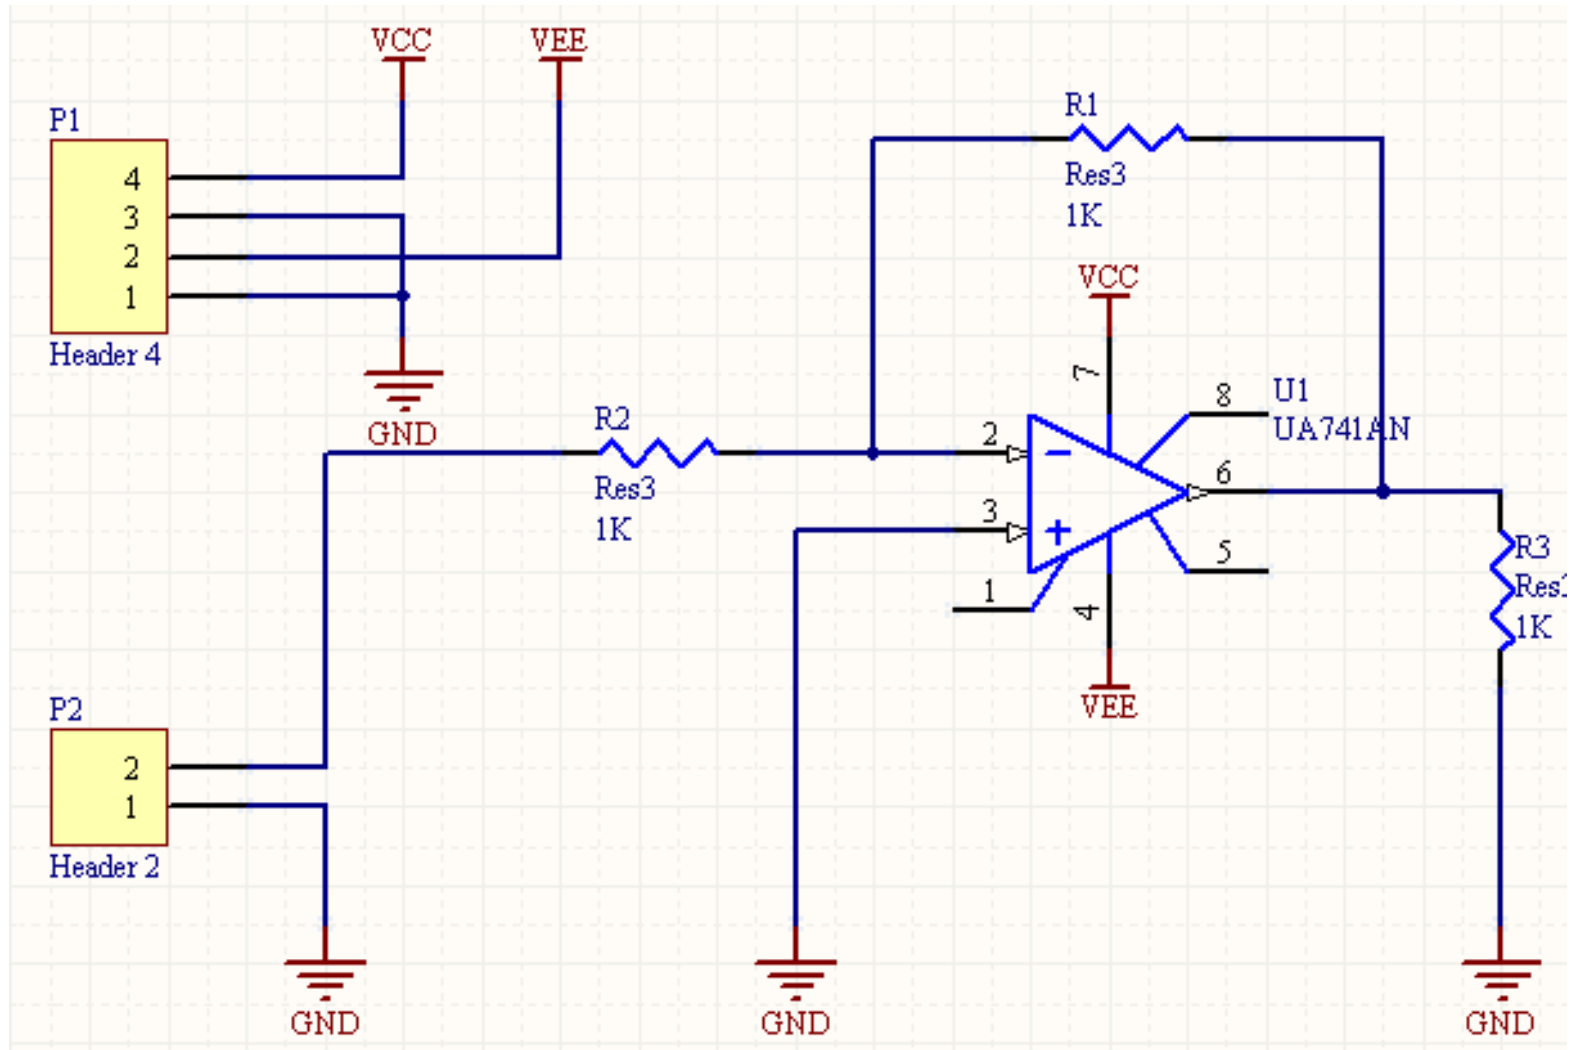 VCC
VEE
P1
4
3
2
1
Header 4
GND
R1
Res3
1K
VCC
7
8
U1
UA741AN
R2
Res3
1K
2
3
6
5
1
4
VEE
R3
1K
P2
2
1
Header 2
GND
GND
GND